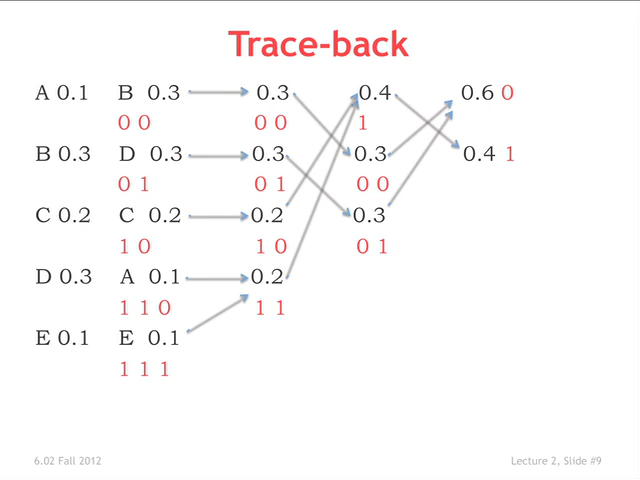 Trace-back
A 0.1 B 0.3 0.3 0.4 0.6 0
0 0 0 0 1
B 0.3 D 0.3 0.3 0.3 0.4 1
0 1 0 1 0 0
C 0.2 C 0.2 0.2 0.3
1 0 1 0 0 1
D 0.3 A 0.1 0.2
1 1 0 1 1
E 0.1 E 0.1
1 1 1
6.02 Fall 2012 Lecture 2, Slide #9